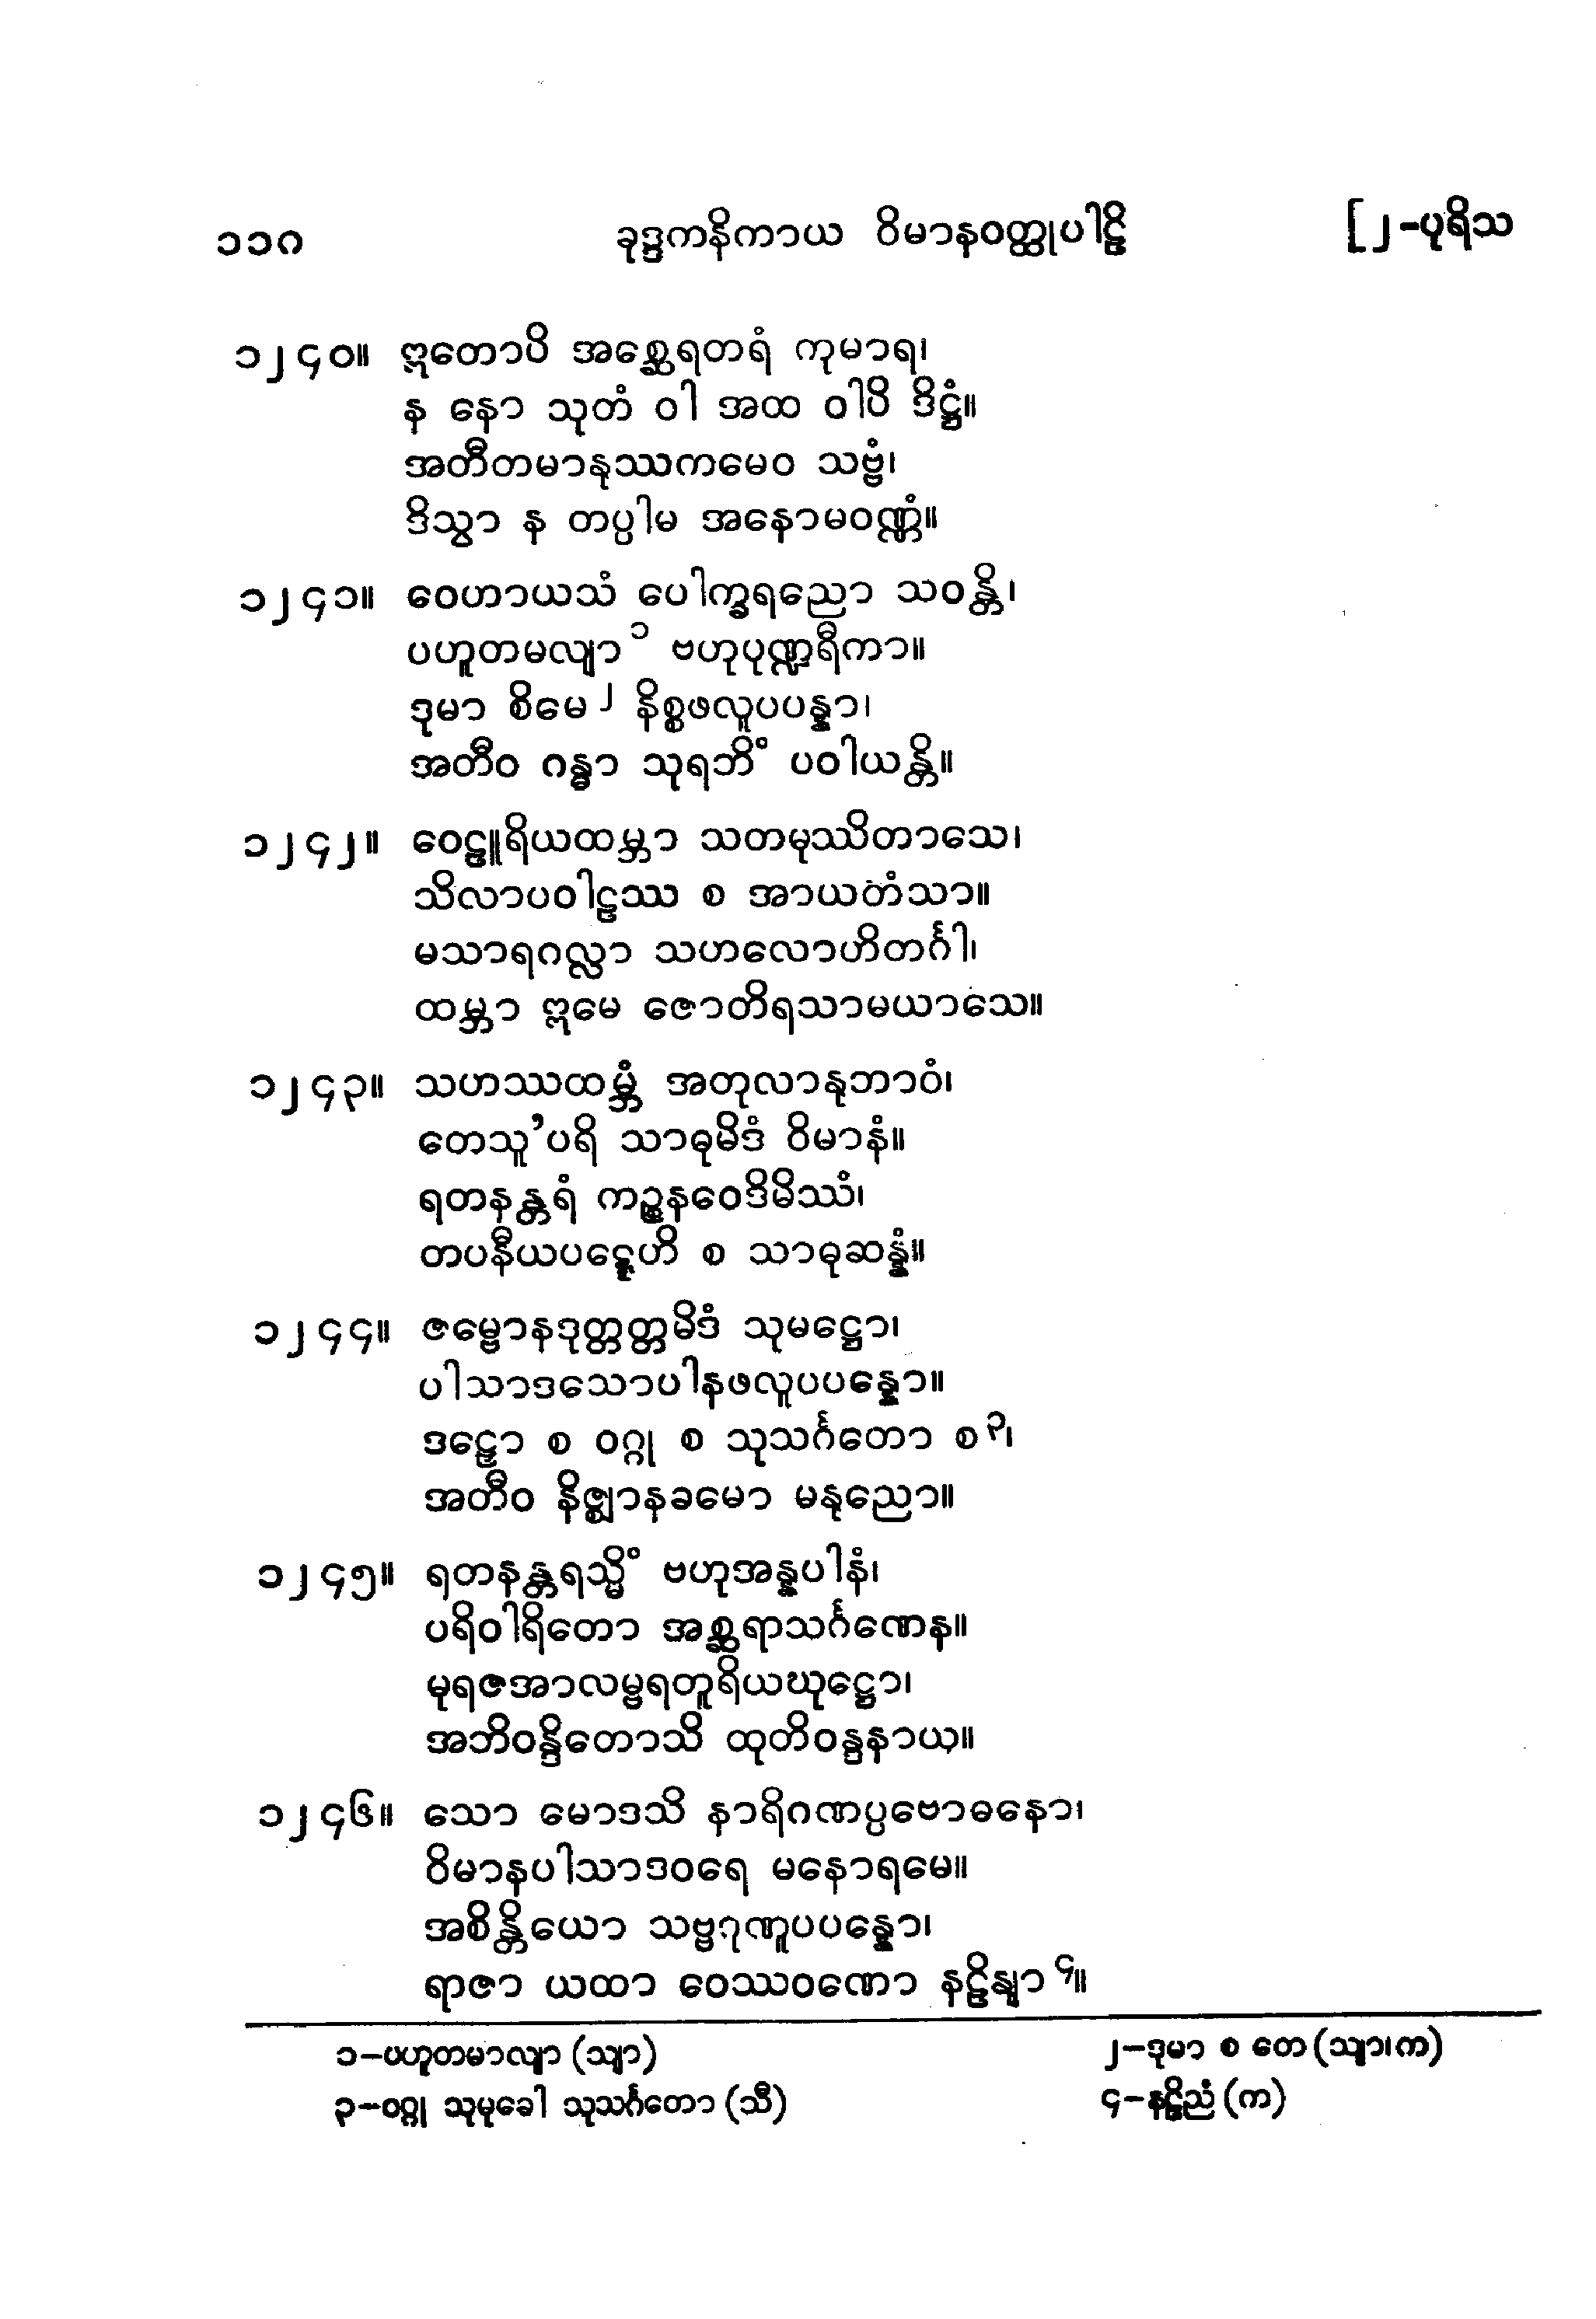 ၁၁၈ ခုဒ္ဒကနိကာယ ဝိမာနဝတ္ထုပါဠိ [၂-ပုရိသ
၁၂၄၀။ ဣတောပိ အစ္ဆေရတရံ ကုမာရ၊
န နော သုတံ ဝါ အထ ဝါပိ ဒိဋ္ဌံ။
အတီတမာနုဿကမေဝ သဗ္ဗံ၊
ဒိသွာ န တပ္ပါမ အနောမဝဏ္ဏံ။
၁၂၄၁။ ဝေဟာယသံ ပေါက္ခရညော သဝန္တိ၊
ပဟူတမလျာ ၁ ဗဟုပုဏ္ဍရီကာ။
ဒုမာ စိမေ ၂ နိစ္စဖလူပပန္နာ၊
အတီဝ ဂန္ဓာ သုရဘိံ ပဝါယန္တိ။
၁၂၄၂။ ဝေဠူရိယထမ္ဘာ သတမုဿိတာသေ၊
သိလာပဝါဠဿ စ အာယတံသာ။
မသာရဂလ္လာ သဟလောဟိတင်္ဂါ၊
ထမ္ဘာ ဣမေ ဇောတိရသာမယာသေ။
၁၂၄၃။ သဟဿထမ္ဘံ အတုလာနုဘာဝံ၊
တေသူ’ပရိ သာဓုမိဒံ ဝိမာနံ။
ရတနန္တရံ ကဉ္စနဝေဒိမိဿံ၊
တပနီယပဋ္ဋေဟိ စ သာဓုဆန္နံ။
၁၂၄၄။ ဇမ္ဗောနဒုတ္တတ္တမိဒံ သုမဋ္ဌော၊
ပါသာဒသောပါနဖလူပပန္နော။
ဒဠှော စ ဝဂ္ဂု စ သုသင်္ဂတော စ ၃၊
အတီဝ နိဇ္ဈာနခမော မနုညော။
၁၂၄၅။ ရတနန္တရသ္မိံ ဗဟုအန္နပါနံ၊
ပရိဝါရိတော အစ္ဆရာသင်္ဂဏေန။
မုရဇအာလမ္ဗရတူရိယဃုဋ္ဌော၊
အဘိဝန္ဒိတောသိ ထုတိဝန္ဒနာယ။
၁၂၄၆။ သော မောဒသိ နာရိဂဏပ္ပဗောဓနော၊
ဝိမာနပါသာဒဝရေ မနောရမေ။
အစိန္တိယော သဗ္ဗဂုဏူပပန္နော၊
ရာဇာ ယထာ ဝေဿဝဏော နဠိနျာ ၄။
၁-ပဟူတမာလျာ (သျာ) ၂-ဒုမာ စ တေ (သျာ၊က)
၃-ဝဂ္ဂု သုမုခေါ သုသင်္ဂတော (သီ) ၄-နဠိညံ (က)